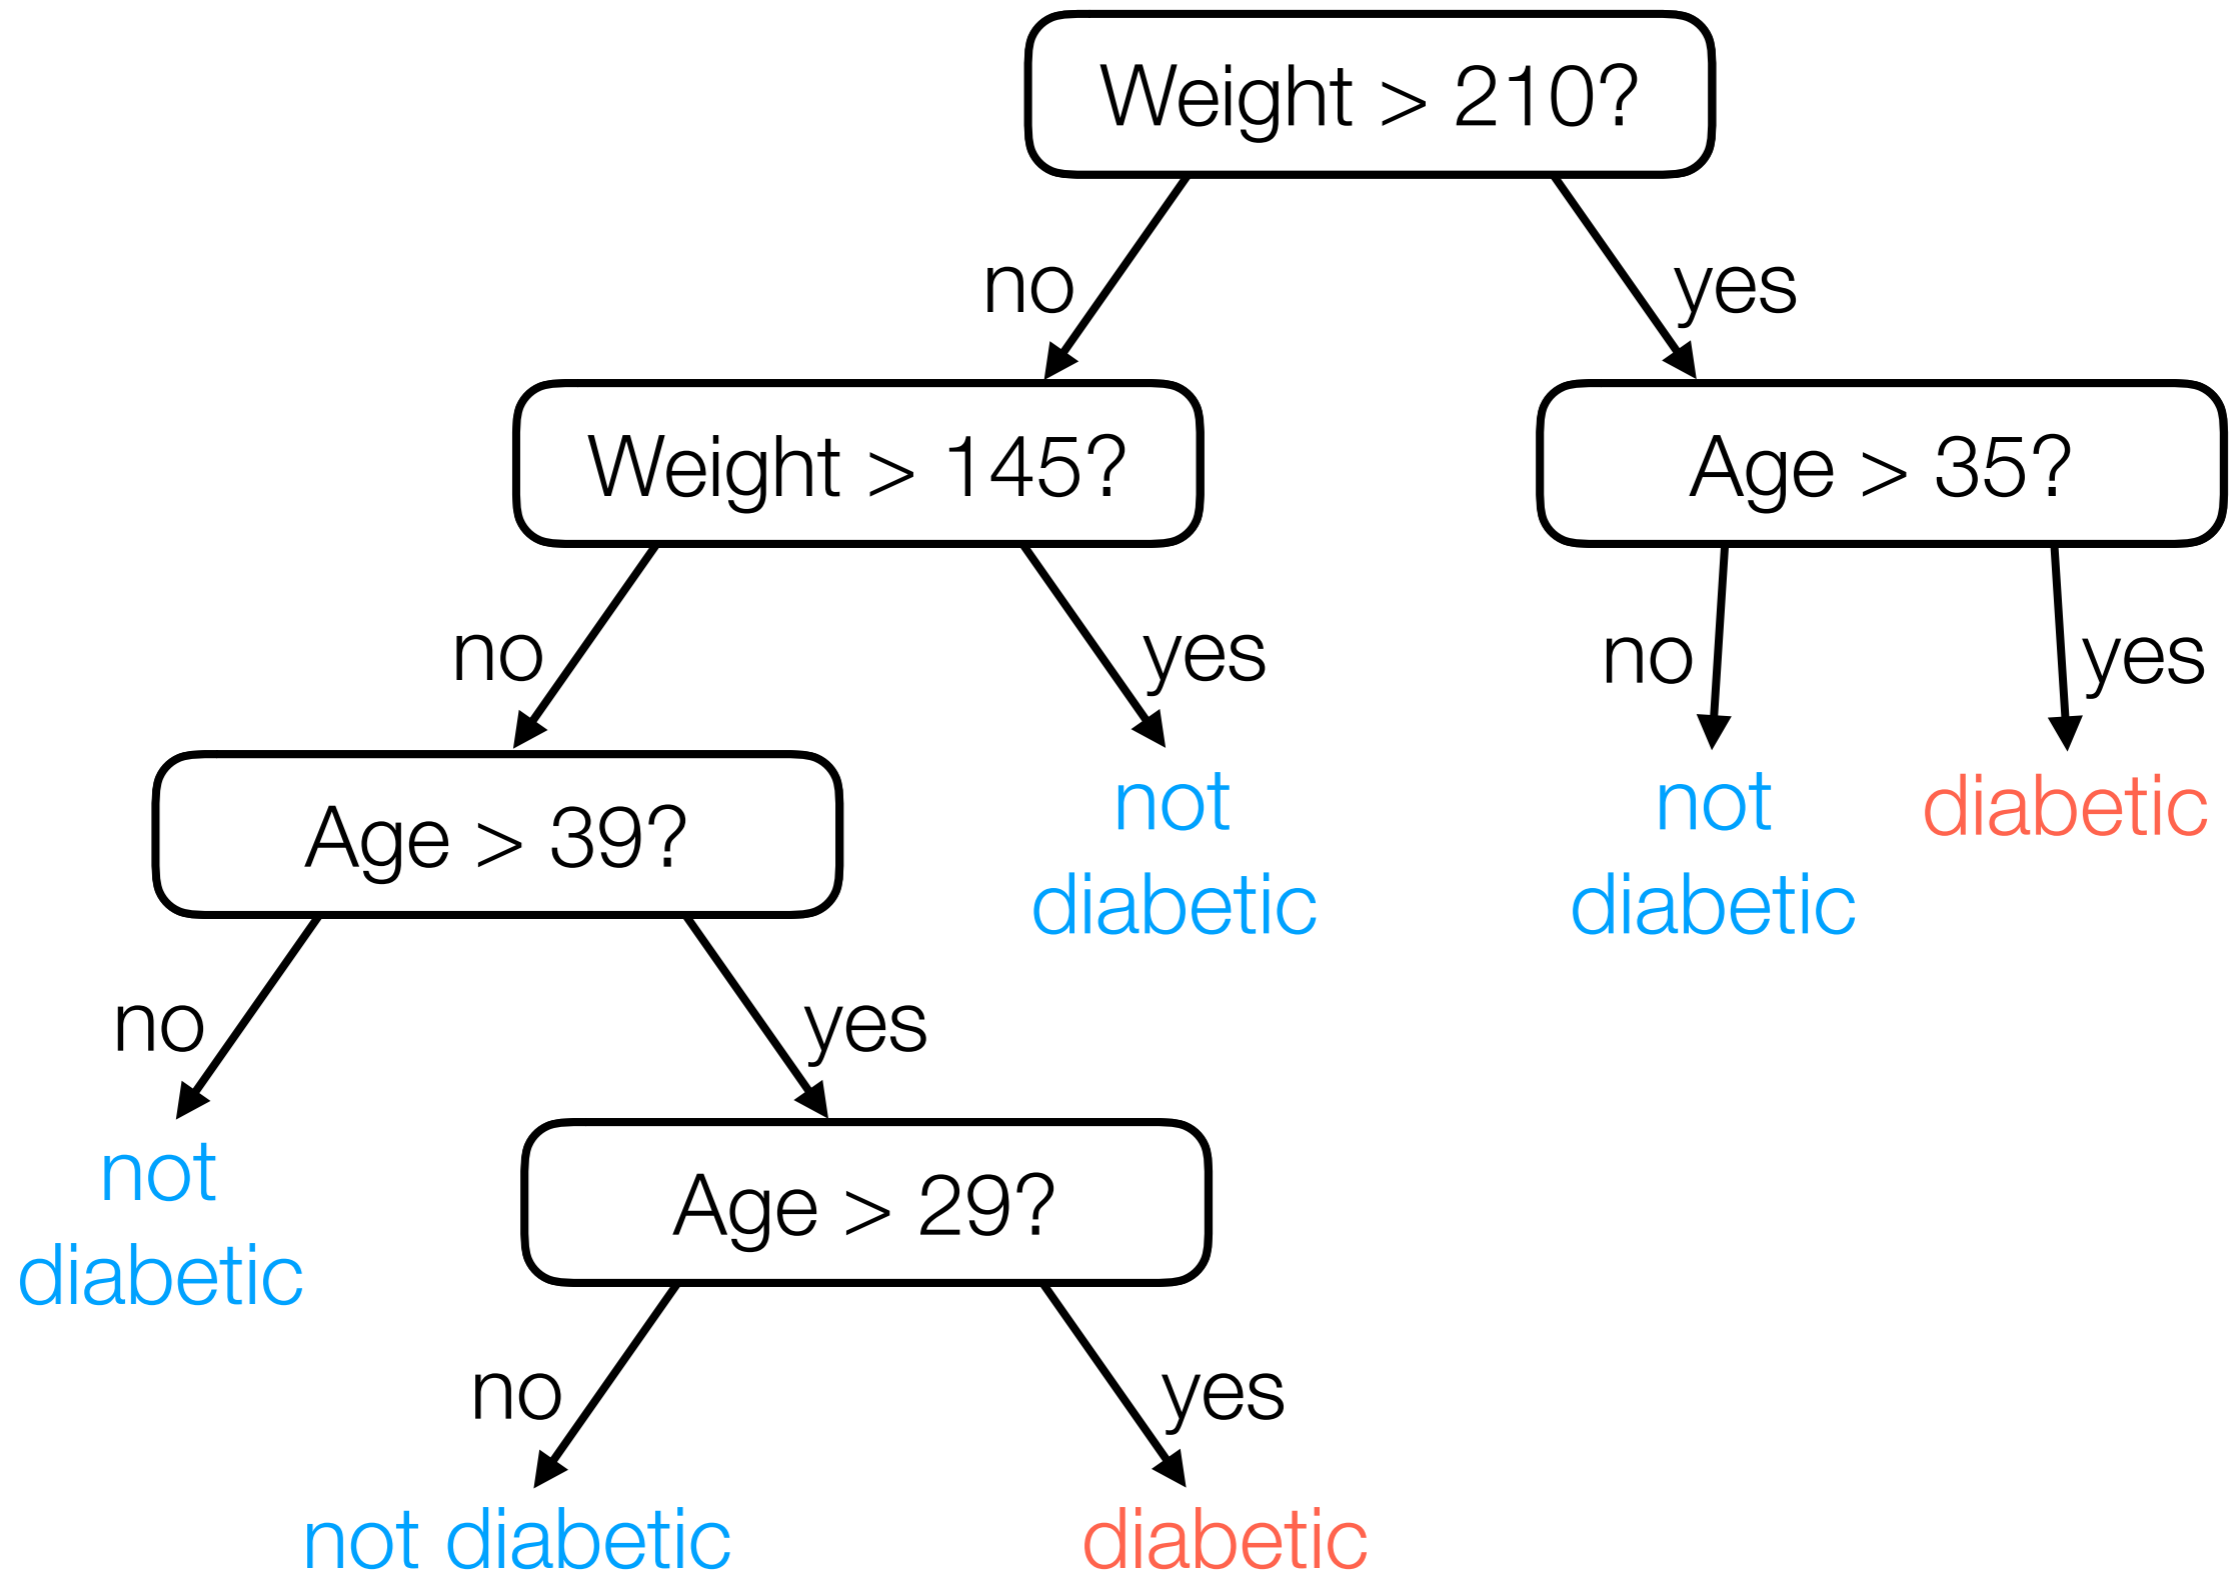 Weight > 210?
no
yes
Weight > 145?
Age > 35?
no
yes
no
yes
Age > 39?
not
diabetic
not
diabetic
diabetic
no
yes
not
diabetic
Age > 29?
no
yes
not diabetic
diabetic